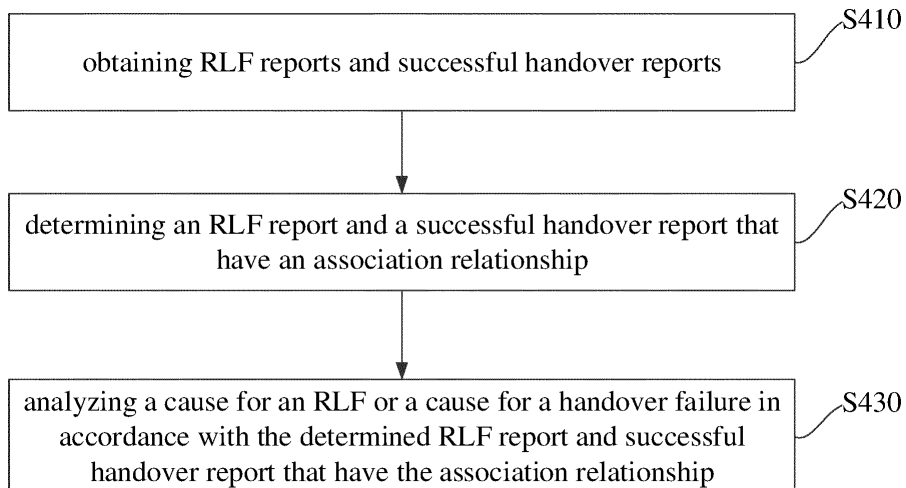 S410
obtaining RLF reports and successful handover reports
S420
determining an RLF report and a successful handover report that
have an association relationship
S430
analyzing a cause for an RLF or a cause for a handover failure in
accordance with the determined RLF report and successful
handover report that have the association relationship